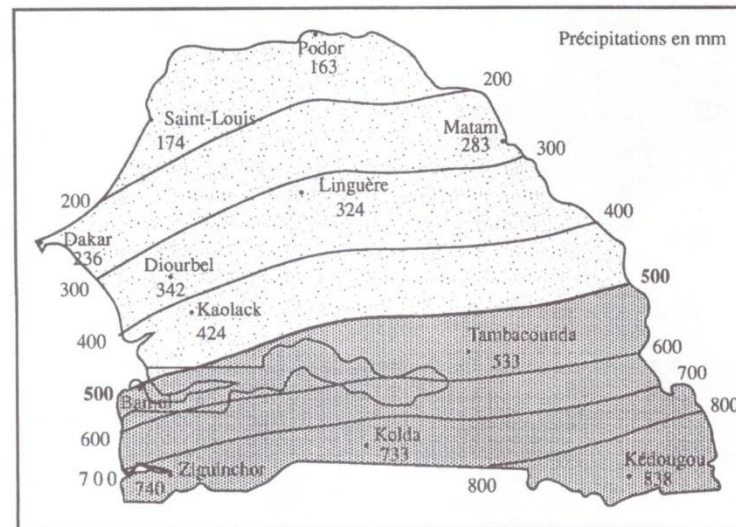 Podor
163
Précipitations en mm
200
Saint-Louis
174
Matam
283
300
Linguère
324
200
400
Dakar
236
Diourbel
342
300
500
Kaolack
424
400
Tambacounda
533
600
700
500
Banjul
800
600
Kolda
733
700
Ziguinchor
740
800
Kédougou
838